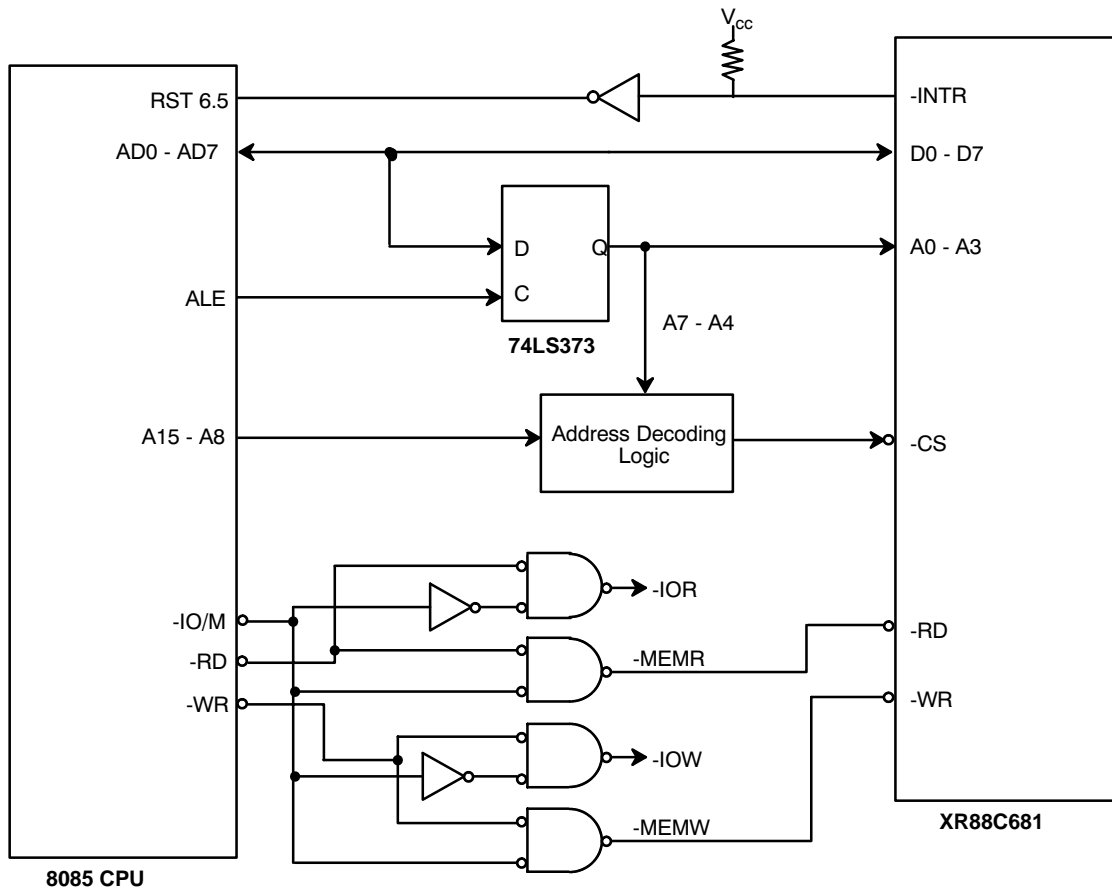 Vcc
RST 6.5
-INTR
AD0 - AD7
D0 - D7
D
Q
A0 - A3
ALE
C
A7 - A4
74LS373
A15 - A8
Address Decoding
Logic
-CS
-IOR
-IO/M
-RD
-RD
-MEMR
-WR
-WR
-IOW
-MEMW
XR88C681
8085 CPU